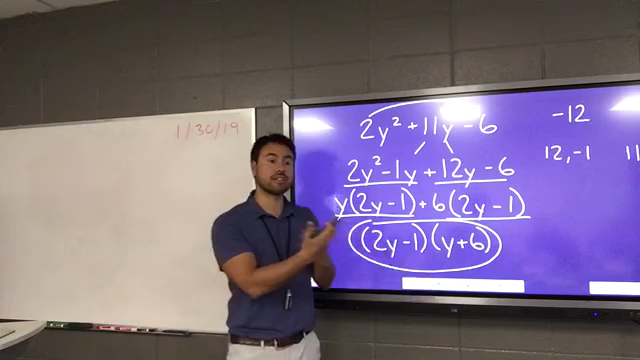 1/30/19
2y² + 11y - 6
-12
2y² - 1y + 12y - 6
12, -1
11
y(2y - 1) + 6(2y - 1)
(2y - 1)(y + 6)